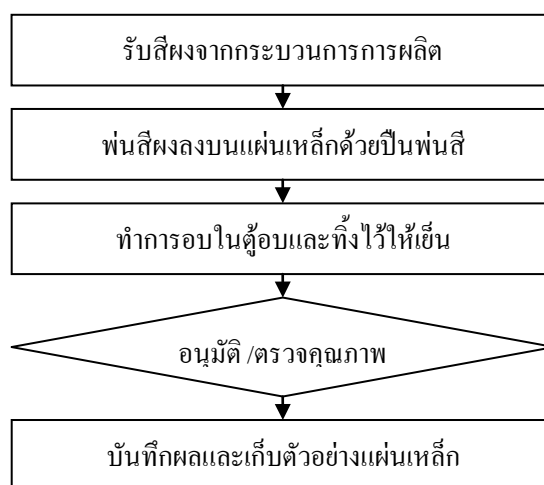 รับสีผงจากกระบวนการการผลิต
พ่นสีผงลงบนแผ่นเหล็กด้วยปืนพ่นสี
ทำการอบในตู้อบและทิ้งไว้ให้เย็น
อนุมัติ /ตรวจคุณภาพ
บันทึกผลและเก็บตัวอย่างแผ่นเหล็ก